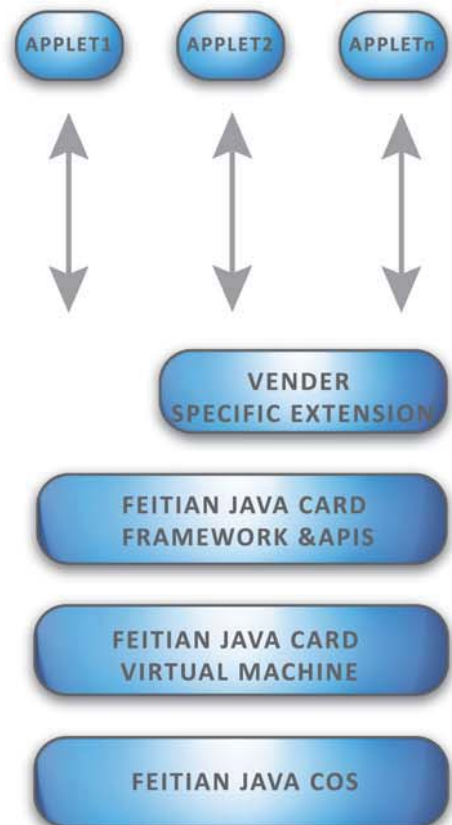 APPLET1 APPLET2 APPLETn
VENDER
SPECIFIC EXTENSION
FEITIAN JAVA CARD
FRAMEWORK &APIS
FEITIAN JAVA CARD
VIRTUAL MACHINE
FEITIAN JAVA COS